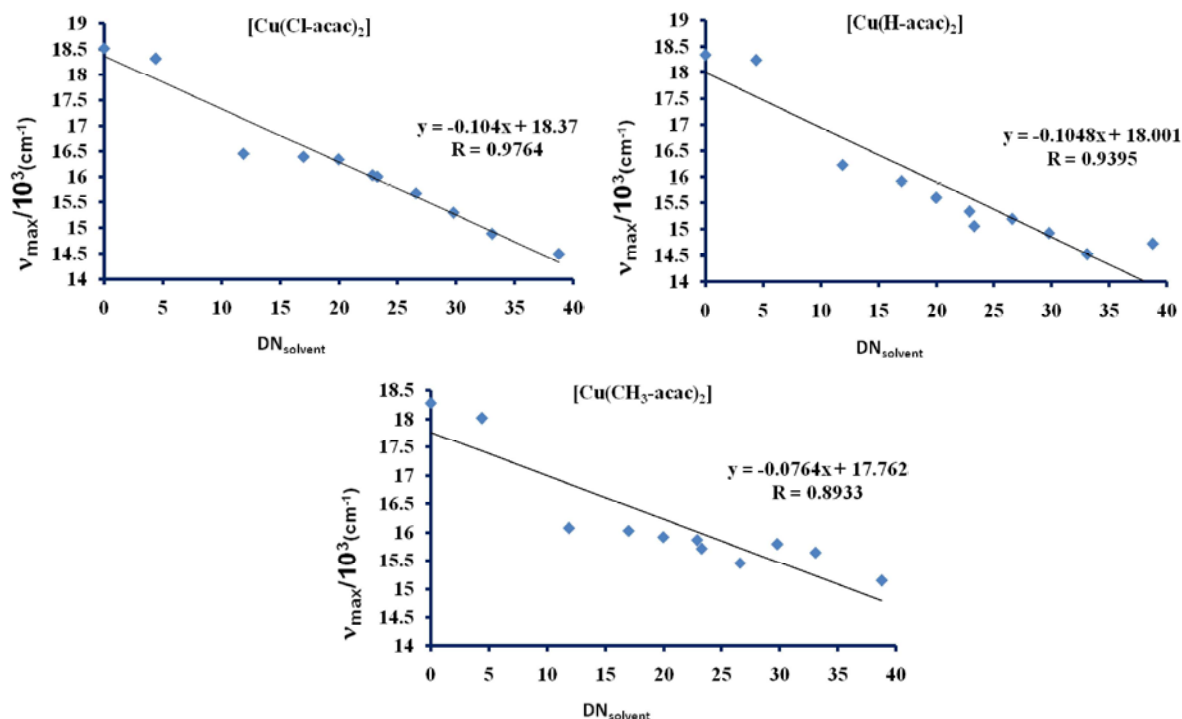 [Cu(Cl-acac)₂]
19
18.5
18
17.5
17
16.5
16
15.5
15
14.5
14
νmax/10³(cm⁻¹)
y = -0.104x + 18.37
R = 0.9764
0 5 10 15 20 25 30 35 40
DNsolvent
[Cu(H-acac)₂]
19
18.5
18
17.5
17
16.5
16
15.5
15
14.5
14
νmax/10³(cm⁻¹)
y = -0.1048x + 18.001
R = 0.9395
0 5 10 15 20 25 30 35 40
DNsolvent
[Cu(CH₃-acac)₂]
18.5
18
17.5
17
16.5
16
15.5
15
14.5
14
νmax/10³(cm⁻¹)
y = -0.0764x + 17.762
R = 0.8933
0 5 10 15 20 25 30 35 40
DNsolvent